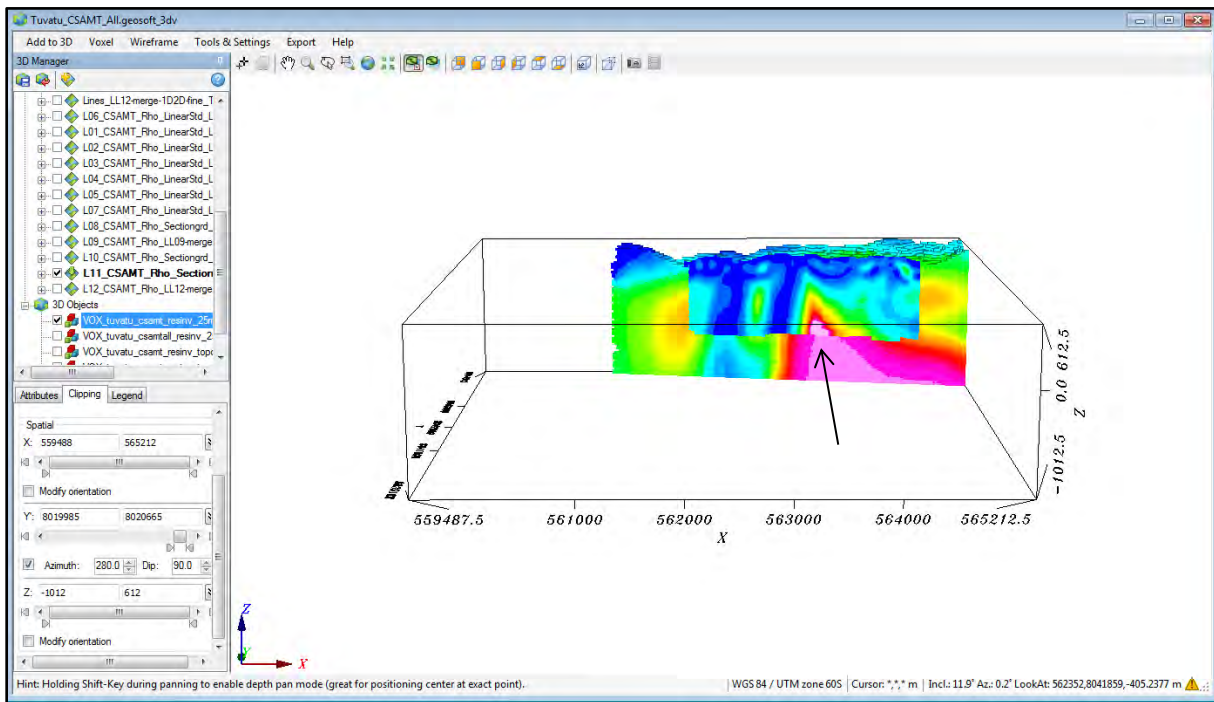 Tuvatu_CSAMT_All.geosoft_3dv
Add to 3D Voxel Wireframe Tools & Settings Export Help
3D Manager
Lines_LL12-merge-1D2D-fine_T
L06_CSAMT_Rho_LinearStd_L
L01_CSAMT_Rho_LinearStd_L
L02_CSAMT_Rho_LinearStd_L
L03_CSAMT_Rho_LinearStd_L
L04_CSAMT_Rho_LinearStd_L
L05_CSAMT_Rho_LinearStd_L
L07_CSAMT_Rho_LinearStd_L
L08_CSAMT_Rho_Sectiongrd_
L09_CSAMT_Rho_LL09-merge
L10_CSAMT_Rho_Sectiongrd_
L11_CSAMT_Rho_Section
L12_CSAMT_Rho_LL12-merge
3D Objects
VOX_tuvatu_csamt_resinv_25m
VOX_tuvatu_csamtall_resinv_2
VOX_tuvatu_csamt_resinv_topo
Attributes Clipping Legend
Spatial
X: 559488 565212
Modify orientation
Y: 8019985 8020665
Azimuth: 280.0 Dip: 90.0
Z: -1012 612
Modify orientation
612.5
0.0
Z
-1012.5
559487.5 561000 562000 563000 564000 565212.5
X
Z
Y
X
Hint: Holding Shift-Key during panning to enable depth pan mode (great for positioning center at exact point). WGS 84 / UTM zone 60S Cursor: *,*,* m Incl.: 11.9° Az.: 0.2° LookAt: 562352,8041859,-405.2377 m